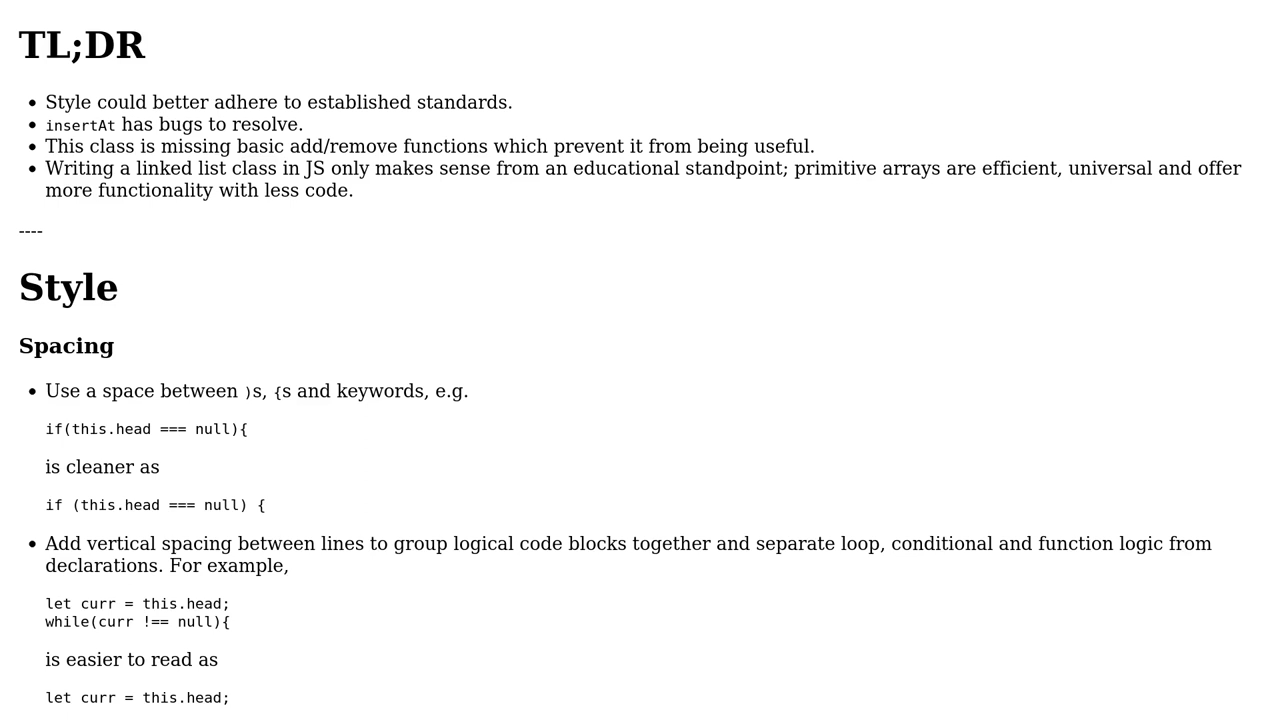 TL;DR
• Style could better adhere to established standards.
• insertAt has bugs to resolve.
• This class is missing basic add/remove functions which prevent it from being useful.
• Writing a linked list class in JS only makes sense from an educational standpoint; primitive arrays are efficient, universal and offer
more functionality with less code.
----
Style
Spacing
• Use a space between )s, {s and keywords, e.g.
if(this.head === null){
is cleaner as
if (this.head === null) {
• Add vertical spacing between lines to group logical code blocks together and separate loop, conditional and function logic from
declarations. For example,
let curr = this.head;
while(curr !== null){
is easier to read as
let curr = this.head;